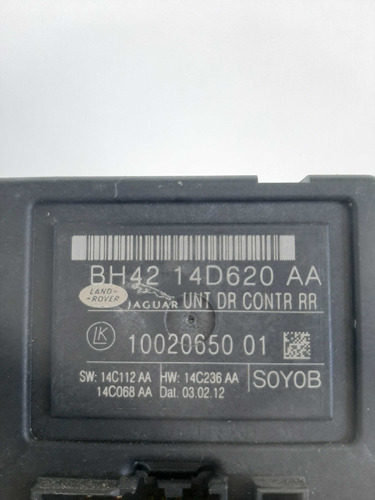 BH42 14D620 AA
LAND-
ROVER
JAGUAR UNT DR CONTR RR
LK 10020650 01
SW: 14C112 AA HW: 14C236 AA S0Y0B
14C068 AA Dat. 03.02.12